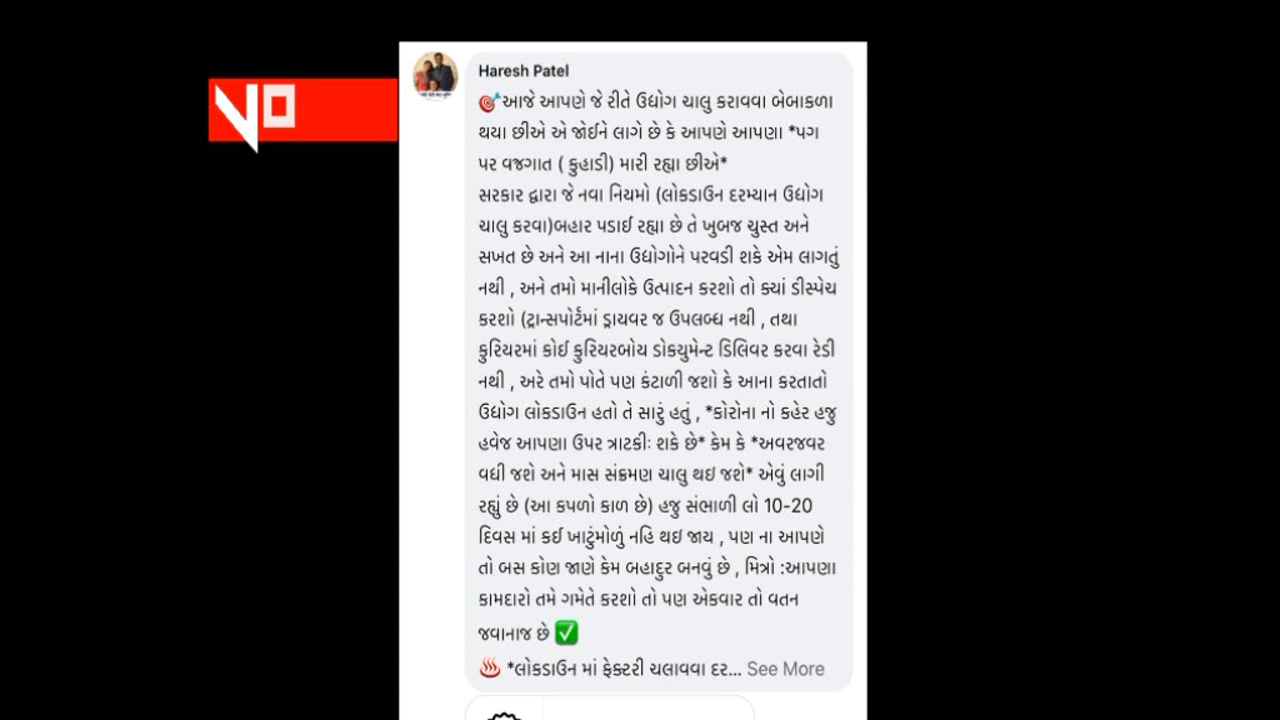 VO
Haresh Patel
🎯આજે આપણે જે રીતે ઉદ્યોગ ચાલુ કરાવવા બેબાકળા
થયા છીએ એ જોઈને લાગે છે કે આપણે આપણા *પગ
પર વજગાત ( કુહાડી) મારી રહ્યા છીએ*
સરકાર દ્વારા જે નવા નિયમો (લોકડાઉન દરમ્યાન ઉદ્યોગ
ચાલુ કરવા)બહાર પડાઈ રહ્યા છે તે ખુબજ ચુસ્ત અને
સખત છે અને આ નાના ઉદ્યોગોને પરવડી શકે એમ લાગતું
નથી , અને તમો માનીલોકે ઉત્પાદન કરશો તો ક્યાં ડીસ્પેચ
કરશો (ટ્રાન્સપોર્ટમાં ડ્રાયવર જ ઉપલબ્ધ નથી , તથા
કુરિયરમાં કોઈ કુરિયરબોય ડોકયુમેન્ટ ડિલિવર કરવા રેડી
નથી , અરે તમો પોતે પણ કંટાળી જશો કે આના કરતાતો
ઉદ્યોગ લોકડાઉન હતો તે સારું હતું , *કોરોના નો કહેર હજુ
હવેજ આપણા ઉપર ત્રાટકીઃ શકે છે* કેમ કે *અવરજવર
વધી જશે અને માસ સંક્રમણ ચાલુ થઇ જશે* એવું લાગી
રહ્યું છે (આ કપળો કાળ છે) હજુ સંભાળી લો 10-20
દિવસ માં કઈ ખાટુંમોળું નહિ થઇ જાય , પણ ના આપણે
તો બસ કોણ જાણે કેમ બહાદુર બનવું છે , મિત્રો :આપણા
કામદારો તમે ગમેતે કરશો તો પણ એકવાર તો વતન
જવાનાજ છે ✅
♨️ *લોકડાઉન માં ફેક્ટરી ચલાવવા દર... See More